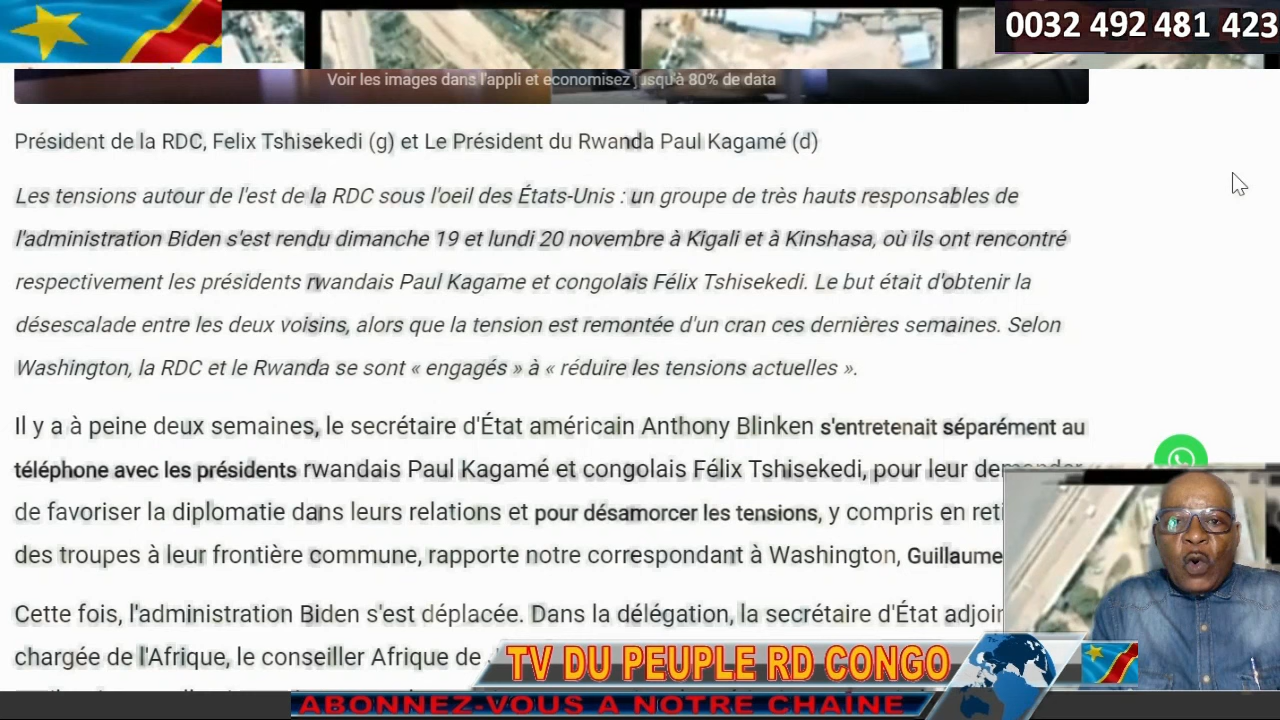 0032 492 481 423
Voir les images dans l'appli et economisez jusqu'à 80% de data
Président de la RDC, Felix Tshisekedi (g) et Le Président du Rwanda Paul Kagamé (d)
Les tensions autour de l'est de la RDC sous l'oeil des États-Unis : un groupe de très hauts responsables de
l'administration Biden s'est rendu dimanche 19 et lundi 20 novembre à Kigali et à Kinshasa, où ils ont rencontré
respectivement les présidents rwandais Paul Kagame et congolais Félix Tshisekedi. Le but était d'obtenir la
désescalade entre les deux voisins, alors que la tension est remontée d'un cran ces dernières semaines. Selon
Washington, la RDC et le Rwanda se sont « engagés » à « réduire les tensions actuelles ».
Il y a à peine deux semaines, le secrétaire d'État américain Anthony Blinken s'entretenait séparément au
téléphone avec les présidents rwandais Paul Kagamé et congolais Félix Tshisekedi, pour leur demander
de favoriser la diplomatie dans leurs relations et pour désamorcer les tensions, y compris en reti
des troupes à leur frontière commune, rapporte notre correspondant à Washington, Guillaume
Cette fois, l'administration Biden s'est déplacée. Dans la délégation, la secrétaire d'État adjoin
chargée de l'Afrique, le conseiller Afrique de
TV DU PEUPLE RD CONGO
ABONNEZ-VOUS A NOTRE CHAÎNE